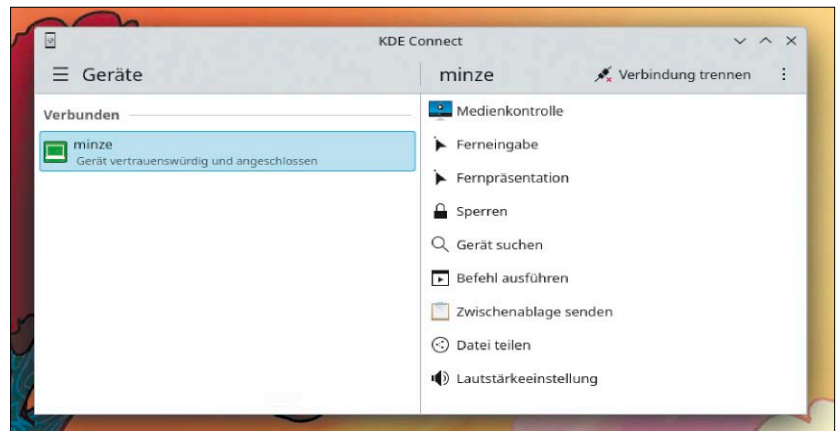 KDE Connect
Geräte
minze
Verbindung trennen
Verbunden
minze
Gerät vertrauenswürdig und angeschlossen
Medienkontrolle
Ferneingabe
Fernpräsentation
Sperren
Gerät suchen
Befehl ausführen
Zwischenablage senden
Datei teilen
Lautstärkeeinstellung